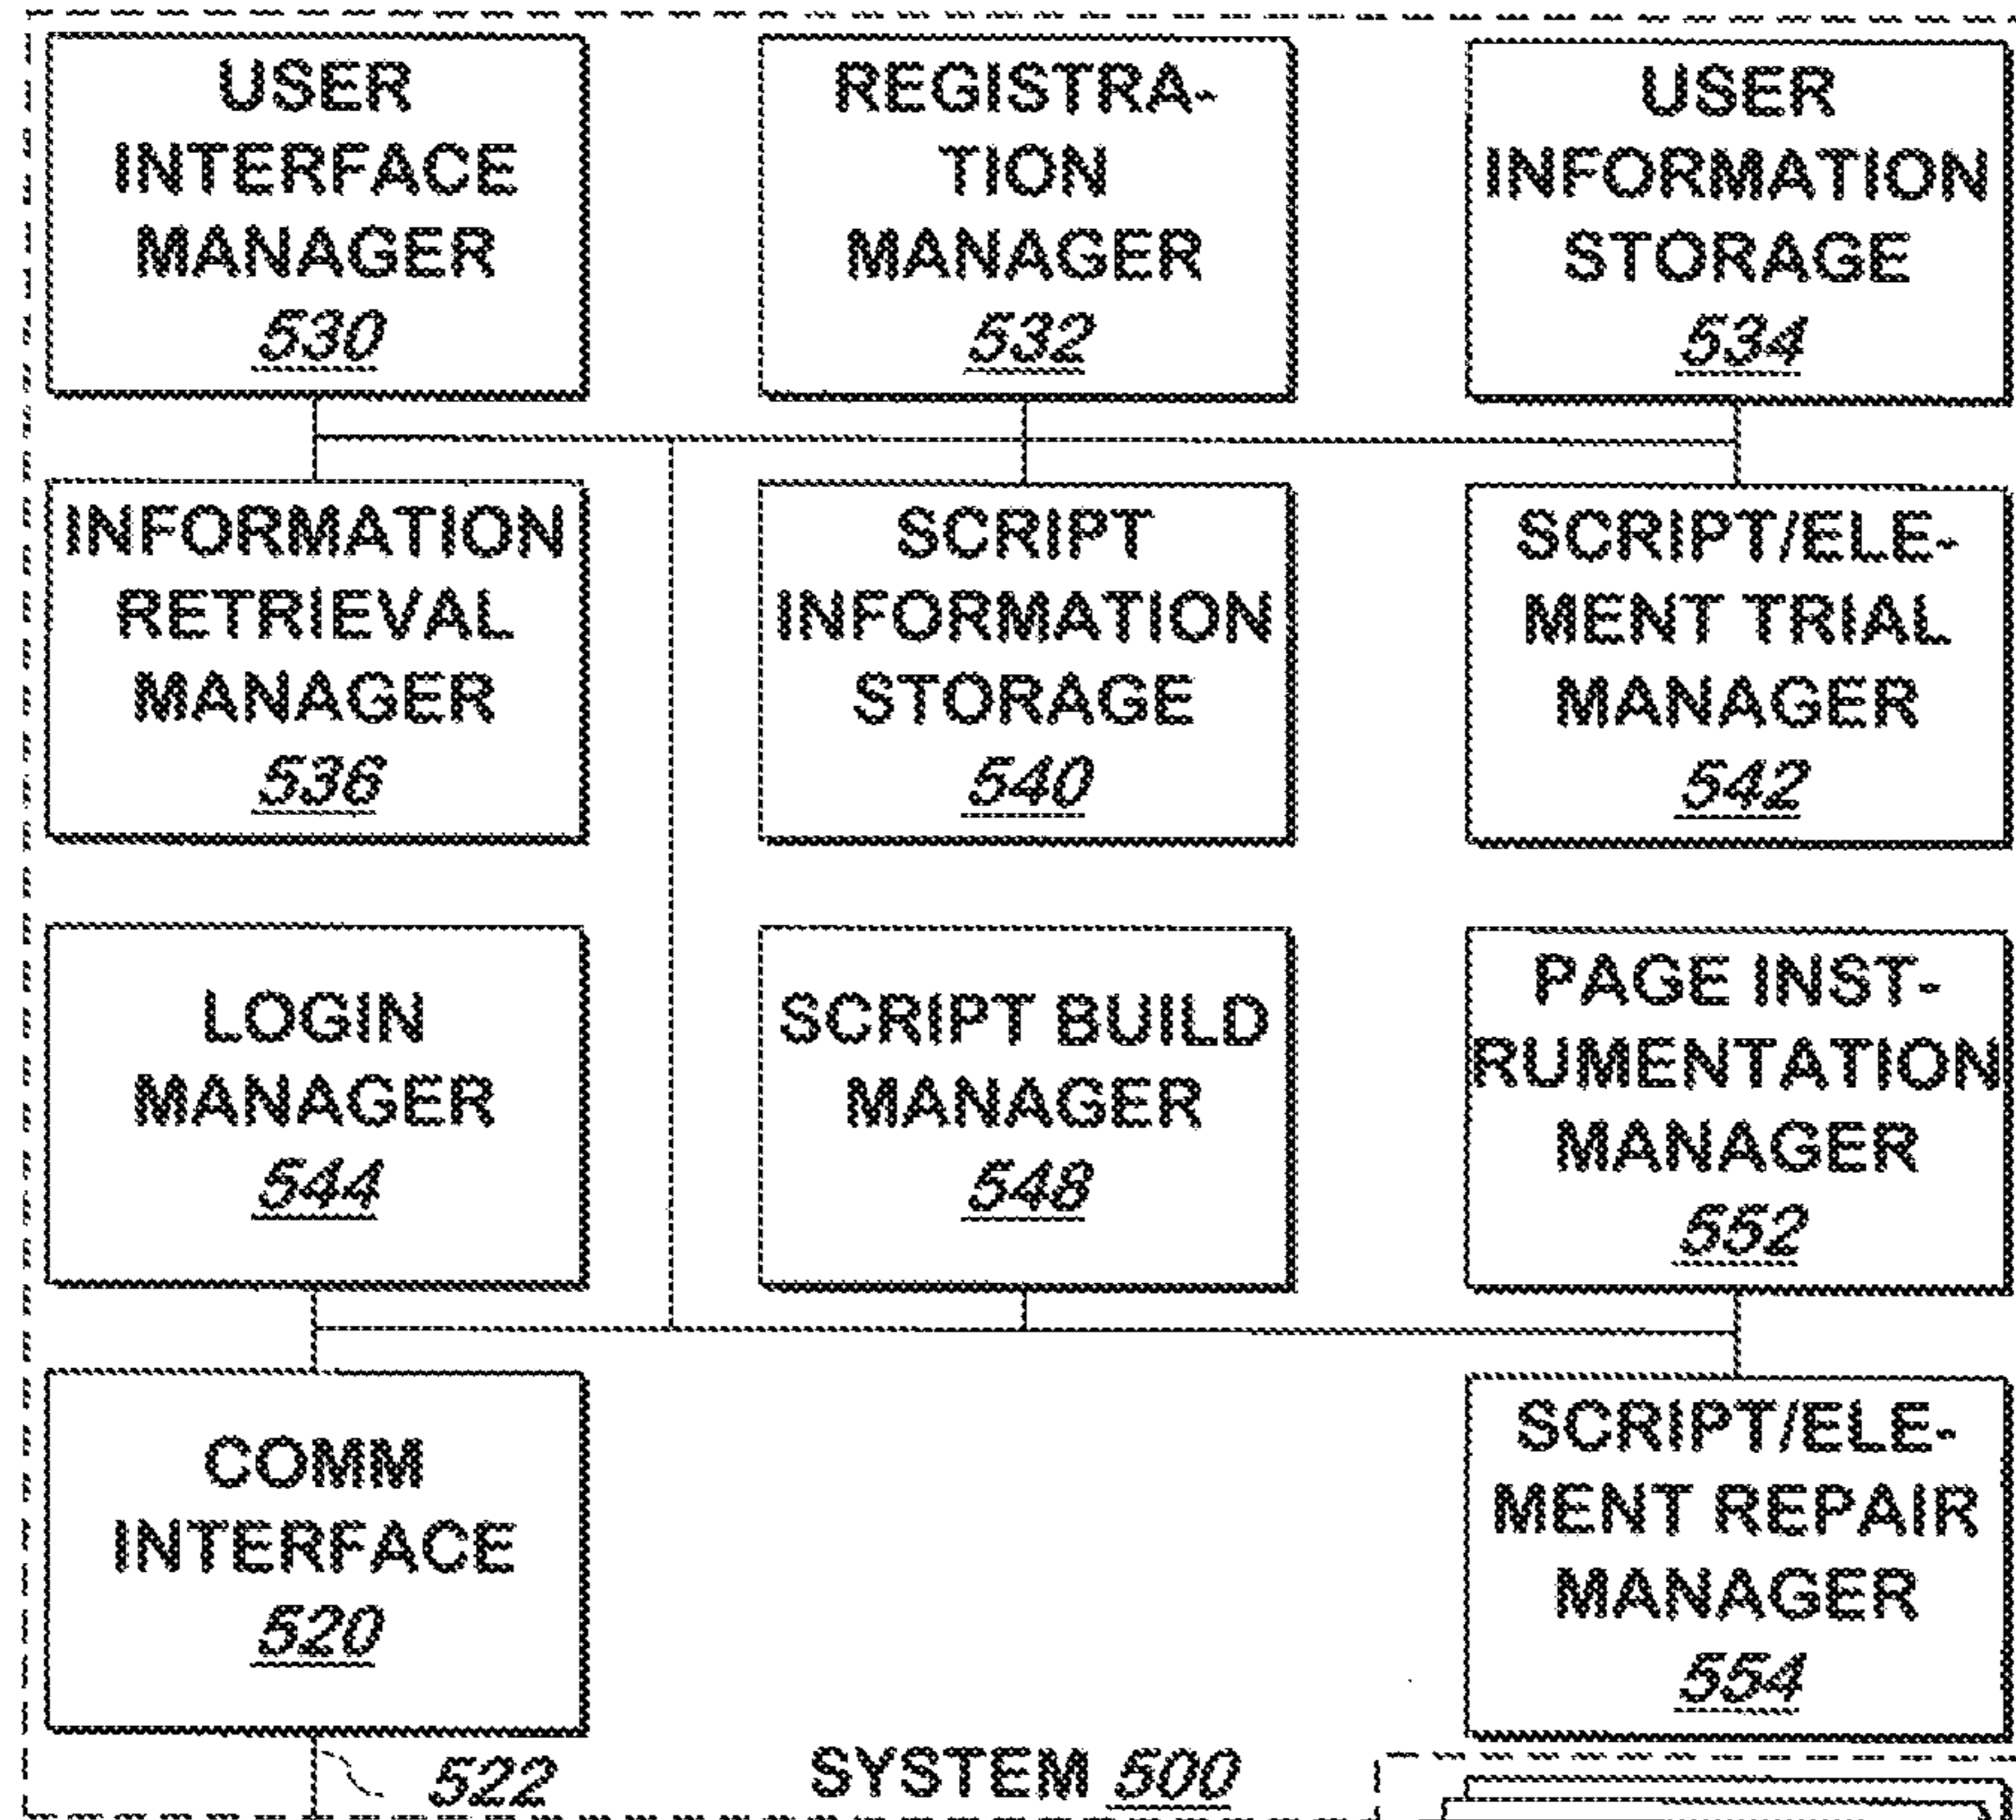 USER
INTERFACE
MANAGER
530
REGISTRA-
TION
MANAGER
532
USER
INFORMATION
STORAGE
534
INFORMATION
RETRIEVAL
MANAGER
536
SCRIPT
INFORMATION
STORAGE
540
SCRIPT/ELE-
MENT TRIAL
MANAGER
542
LOGIN
MANAGER
544
SCRIPT BUILD
MANAGER
548
PAGE INST-
RUMENTATION
MANAGER
552
COMM
INTERFACE
520
SCRIPT/ELE-
MENT REPAIR
MANAGER
554
522
SYSTEM 500